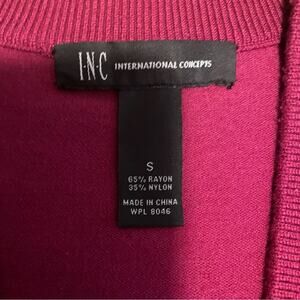 I·N·C INTERNATIONAL CONCEPTS
S
65% RAYON
35% NYLON
MADE IN CHINA
WPL 8046